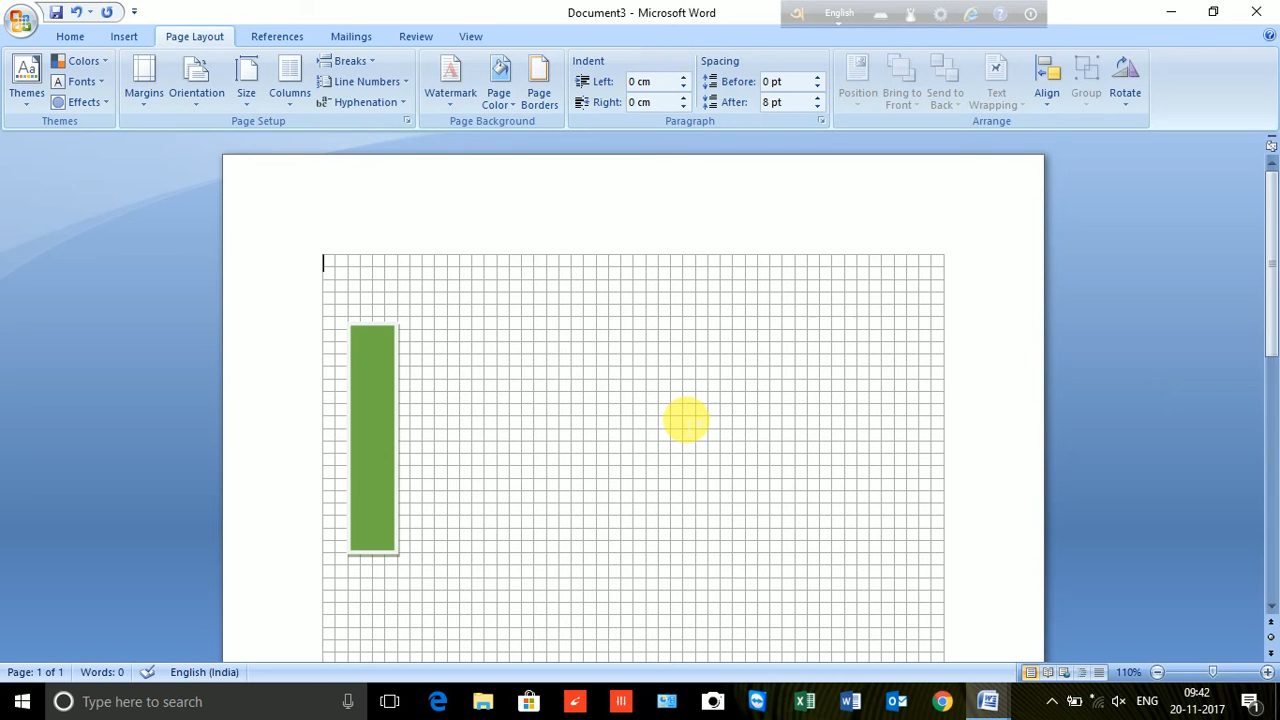 Document3 - Microsoft Word
English
Home Insert Page Layout References Mailings Review View
Aa
Themes
Colors
Fonts
Effects
Themes
Margins
Orientation
Size
Columns
Breaks
Line Numbers
Hyphenation
Page Setup
Watermark
Page Color
Page Borders
Page Background
Indent
Left: 0 cm
Right: 0 cm
Spacing
Before: 0 pt
After: 8 pt
Paragraph
Position
Bring to Front
Send to Back
Text Wrapping
Align
Group
Rotate
Arrange
Page: 1 of 1 Words: 0 English (India) 110%
Type here to search
ENG
09:42
20-11-2017